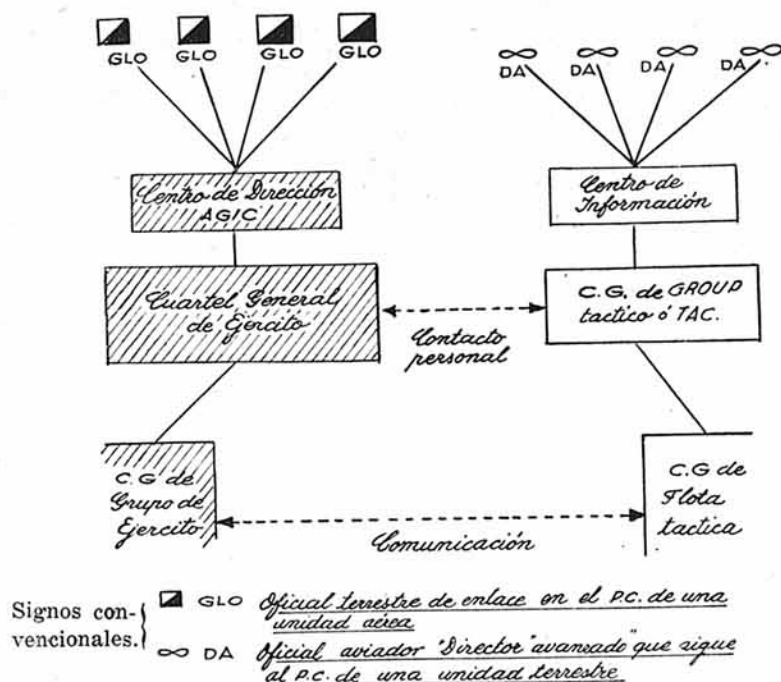 GLO GLO GLO GLO
DA DA DA DA
Centro de Dirección
AGIC
Centro de
Información
Cuartel General
de Ejército
C.G. de GROUP
tactico ó TAC.
Contacto
personal
C.G de
Grupo de
Ejercito
C.G de
Flota
tactica
Comunicación
Signos con-
vencionales.
GLO Oficial terrestre de enlace en el P.C. de una
unidad aérea
DA Oficial aviador "Director" avanzado" que sigue
al P.C. de una unidad terrestre